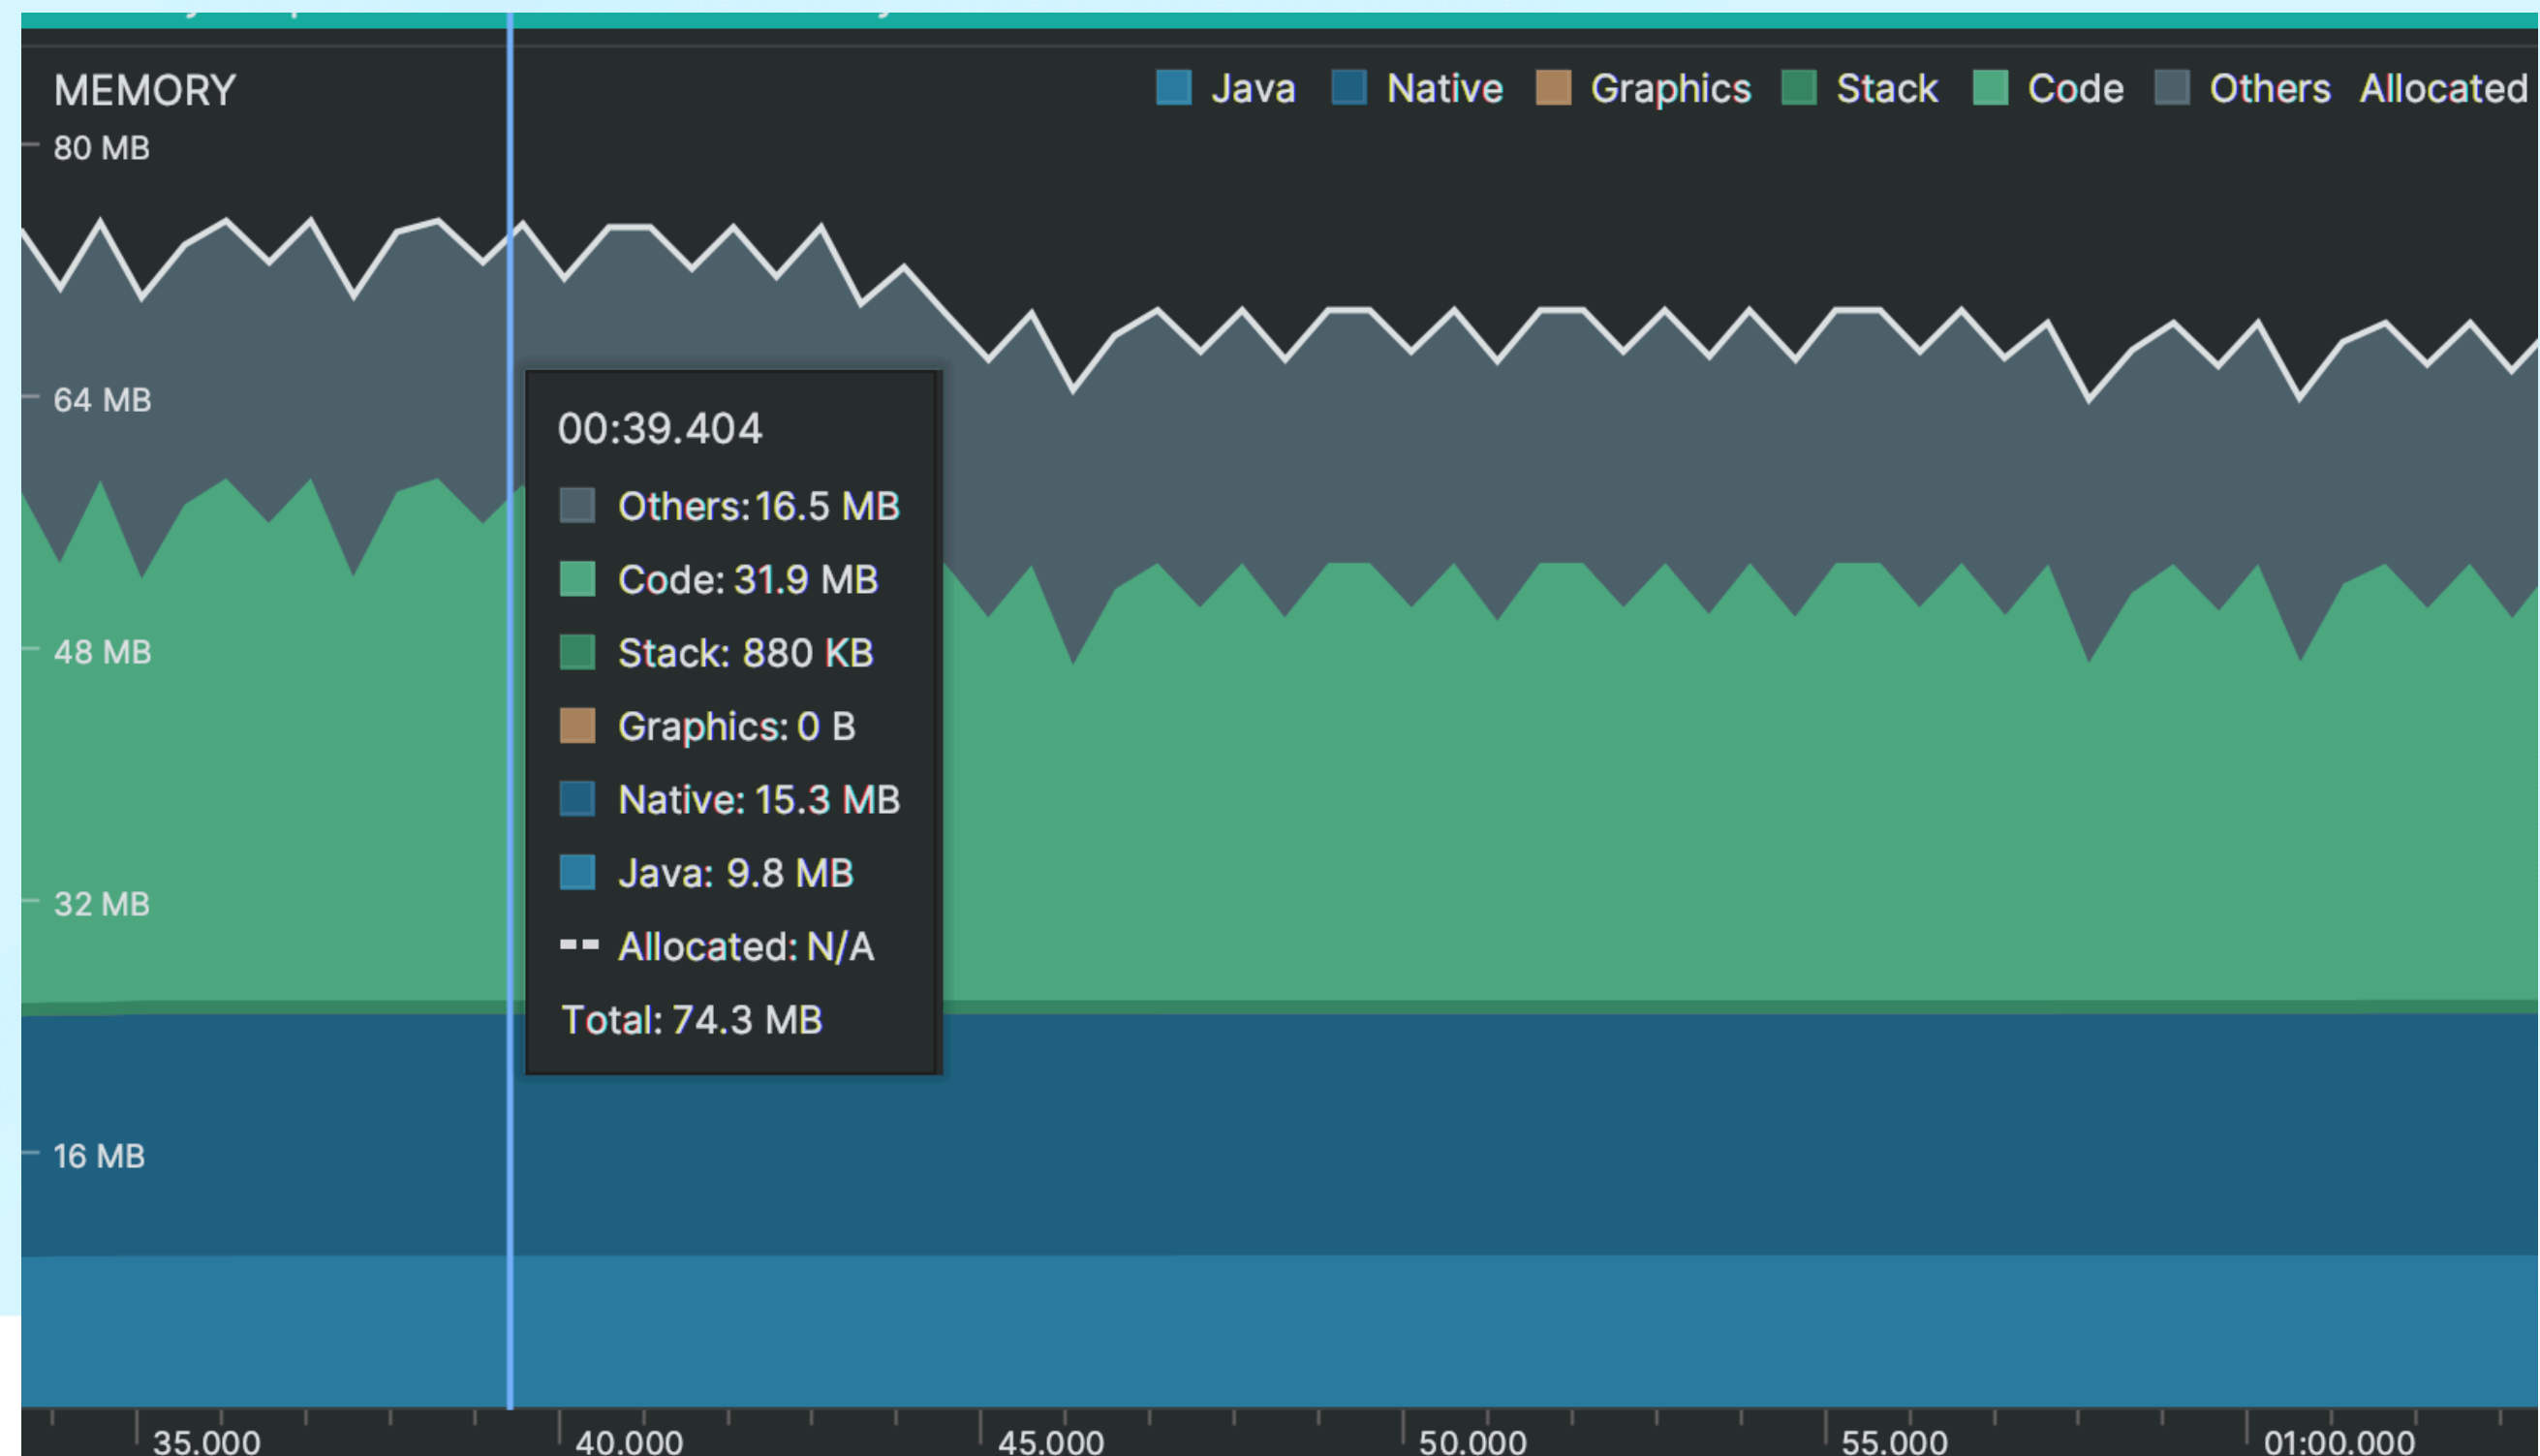 MEMORY
Java Native Graphics Stack Code Others Allocated
80 MB
64 MB
00:39.404
Others: 16.5 MB
Code: 31.9 MB
48 MB
Stack: 880 KB
Graphics: 0 B
Native: 15.3 MB
Java: 9.8 MB
32 MB
-- Allocated: N/A
Total: 74.3 MB
16 MB
35.000 40.000 45.000 50.000 55.000 01:00.000